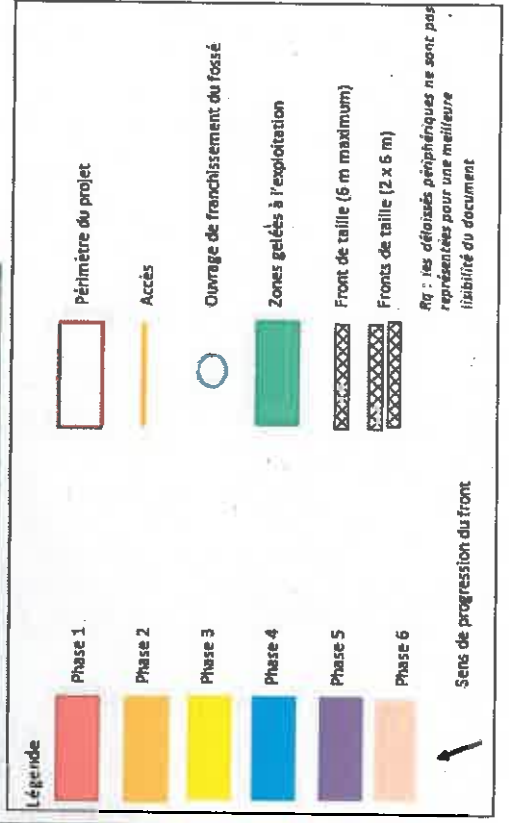 Légende
Phase 1
Phase 2
Phase 3
Phase 4
Phase 5
Phase 6
Sens de progression du front
Périmètre du projet
Accès
Ouvrage de franchissement du fossé
Zones gelées à l'exploitation
Front de taille (6 m maximum)
Fronts de taille (2 x 6 m)
Rq : les délaissés périphériques ne sont pas
représentées pour une meilleure
lisibilité du document